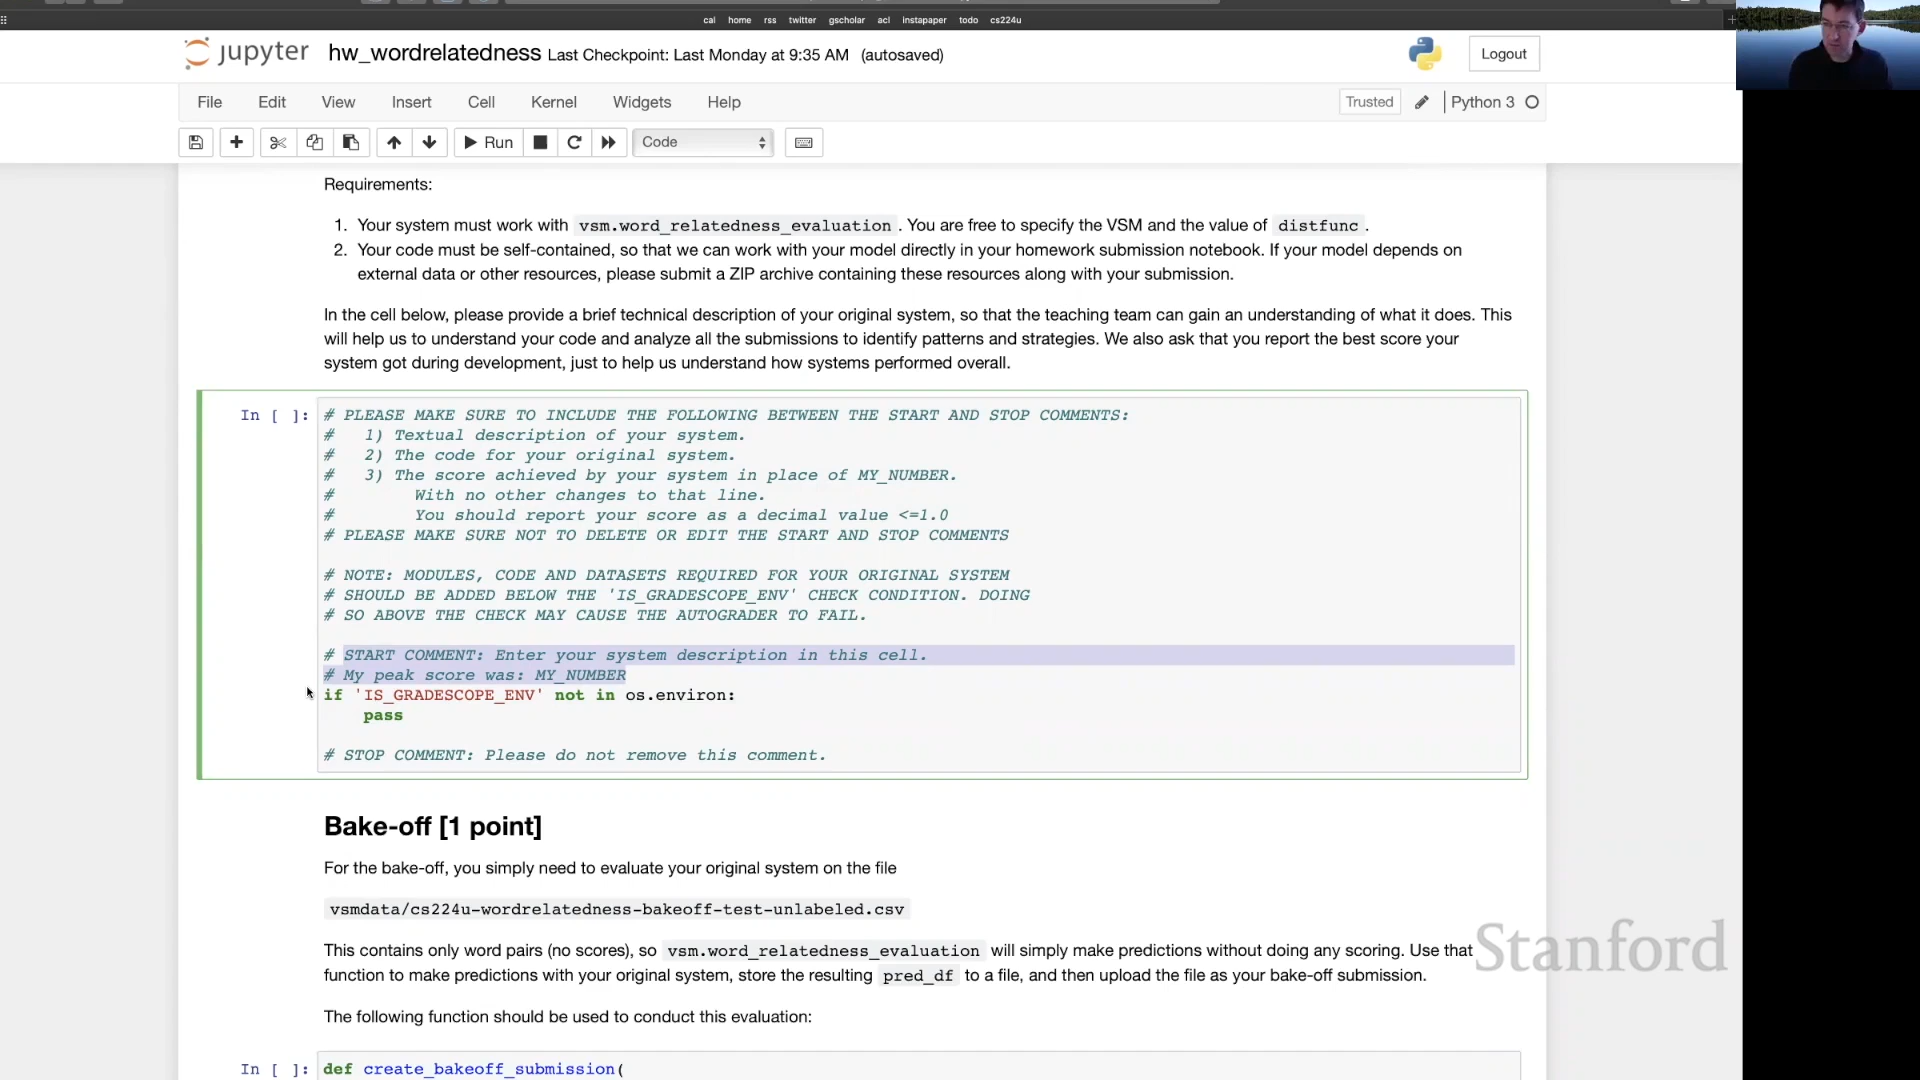 cal home rss twitter gscholar acl instapaper todo cs224u
jupyter hw_wordrelatedness Last Checkpoint: Last Monday at 9:35 AM (autosaved) Logout
File Edit View Insert Cell Kernel Widgets Help Trusted Python 3
Run Code
Requirements:
1. Your system must work with vsm.word_relatedness_evaluation . You are free to specify the VSM and the value of distfunc .
2. Your code must be self-contained, so that we can work with your model directly in your homework submission notebook. If your model depends on
external data or other resources, please submit a ZIP archive containing these resources along with your submission.
In the cell below, please provide a brief technical description of your original system, so that the teaching team can gain an understanding of what it does. This
will help us to understand your code and analyze all the submissions to identify patterns and strategies. We also ask that you report the best score your
system got during development, just to help us understand how systems performed overall.
In [ ]: # PLEASE MAKE SURE TO INCLUDE THE FOLLOWING BETWEEN THE START AND STOP COMMENTS:
#   1) Textual description of your system.
#   2) The code for your original system.
#   3) The score achieved by your system in place of MY_NUMBER.
#        With no other changes to that line.
#        You should report your score as a decimal value <=1.0
# PLEASE MAKE SURE NOT TO DELETE OR EDIT THE START AND STOP COMMENTS
# NOTE: MODULES, CODE AND DATASETS REQUIRED FOR YOUR ORIGINAL SYSTEM
# SHOULD BE ADDED BELOW THE 'IS_GRADESCOPE_ENV' CHECK CONDITION. DOING
# SO ABOVE THE CHECK MAY CAUSE THE AUTOGRADER TO FAIL.
# START COMMENT: Enter your system description in this cell.
# My peak score was: MY_NUMBER
if 'IS_GRADESCOPE_ENV' not in os.environ:
    pass
# STOP COMMENT: Please do not remove this comment.
Bake-off [1 point]
For the bake-off, you simply need to evaluate your original system on the file
vsmdata/cs224u-wordrelatedness-bakeoff-test-unlabeled.csv
This contains only word pairs (no scores), so vsm.word_relatedness_evaluation will simply make predictions without doing any scoring. Use that
function to make predictions with your original system, store the resulting pred_df to a file, and then upload the file as your bake-off submission.
Stanford
The following function should be used to conduct this evaluation:
In [ ]: def create_bakeoff_submission(